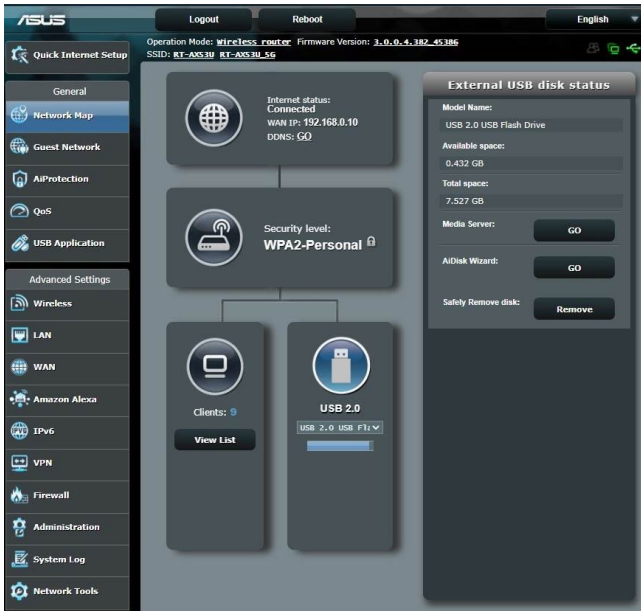 ASUS
Logout
Reboot
English
Operation Mode: Wireless router Firmware Version: 3.0.0.4.382_45386
SSID: RT-AX53U RT-AX53U_5G
Quick Internet Setup
General
Network Map
Guest Network
AiProtection
QoS
USB Application
Advanced Settings
Wireless
LAN
WAN
Amazon Alexa
IPv6
VPN
Firewall
Administration
System Log
Network Tools
Internet status:
Connected
WAN IP: 192.168.0.10
DDNS: GO
Security level:
WPA2-Personal
Clients: 9
View List
USB 2.0
USB 2.0 USB Fla
External USB disk status
Model Name:
USB 2.0 USB Flash Drive
Available space:
0.432 GB
Total space:
7.527 GB
Media Server:
GO
AiDisk Wizard:
GO
Safely Remove disk:
Remove